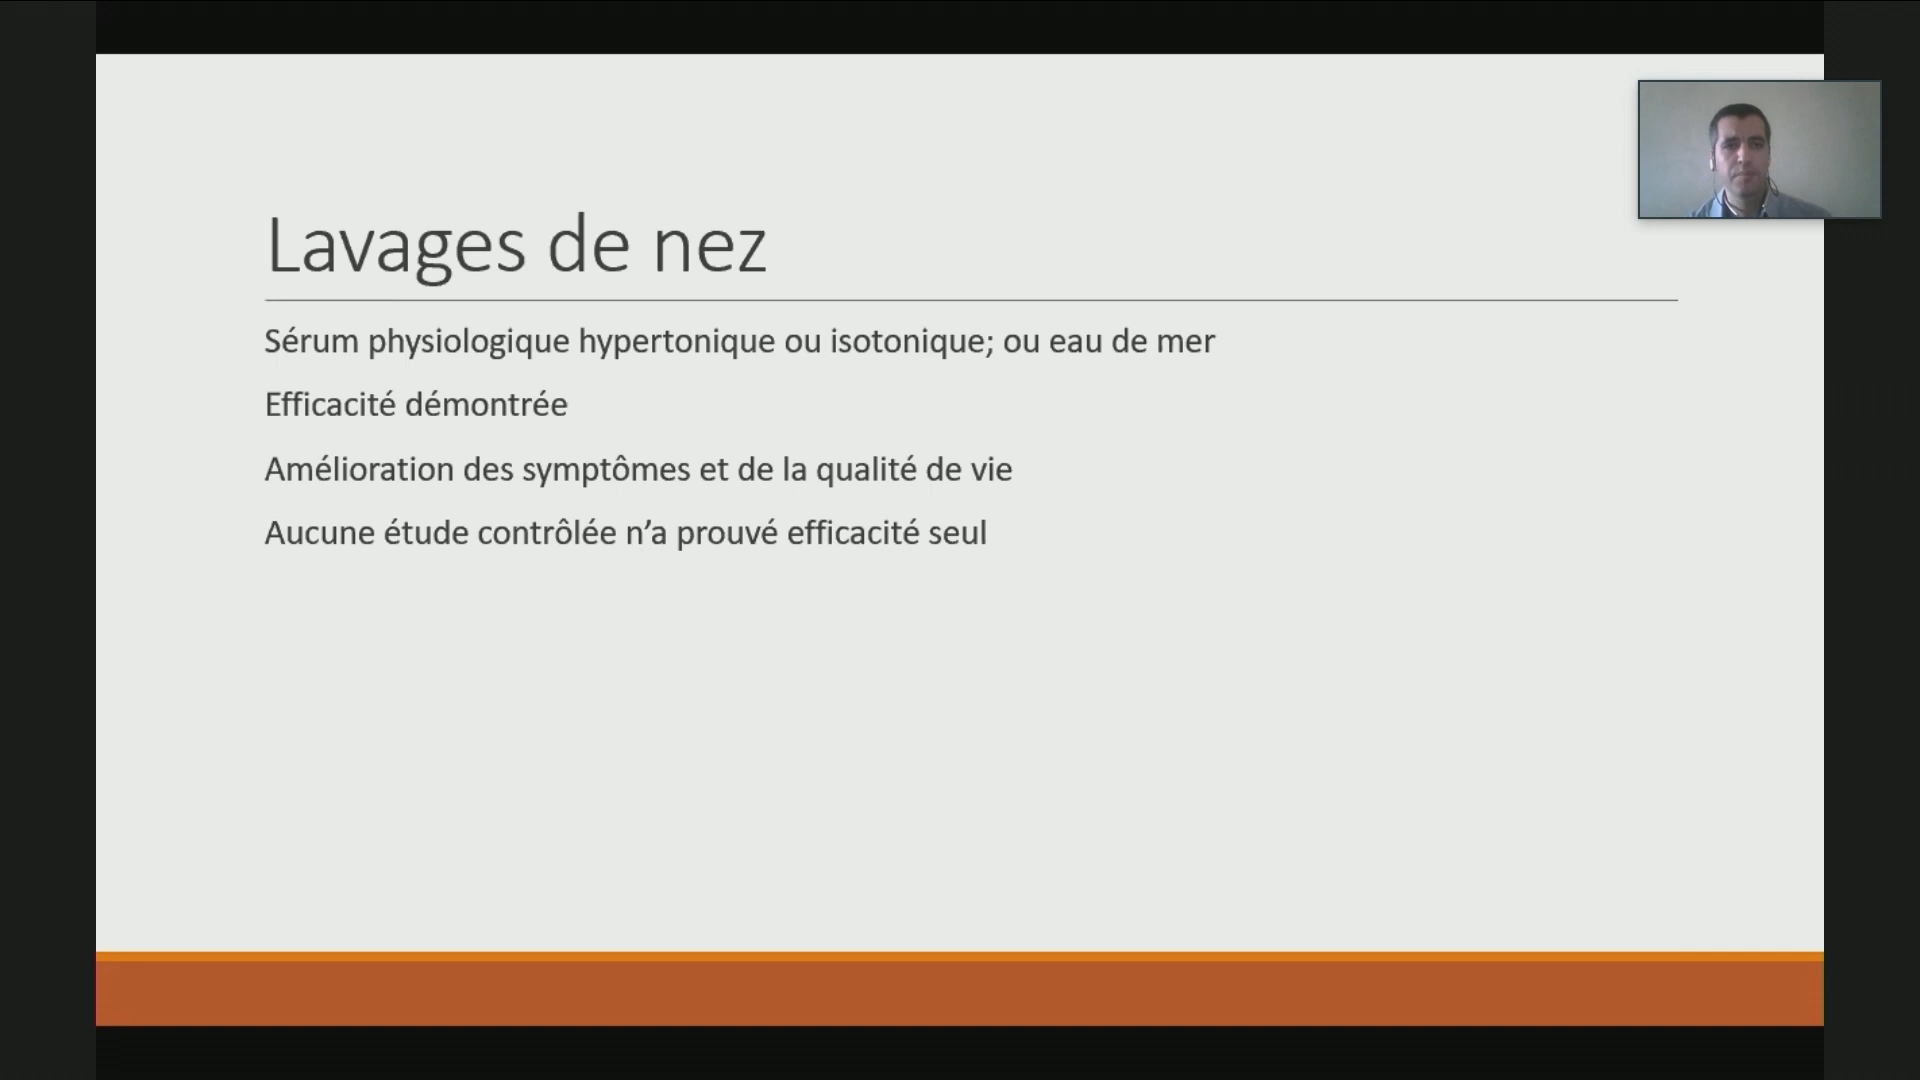 Lavages de nez
Sérum physiologique hypertonique ou isotonique; ou eau de mer
Efficacité démontrée
Amélioration des symptômes et de la qualité de vie
Aucune étude contrôlée n’a prouvé efficacité seul